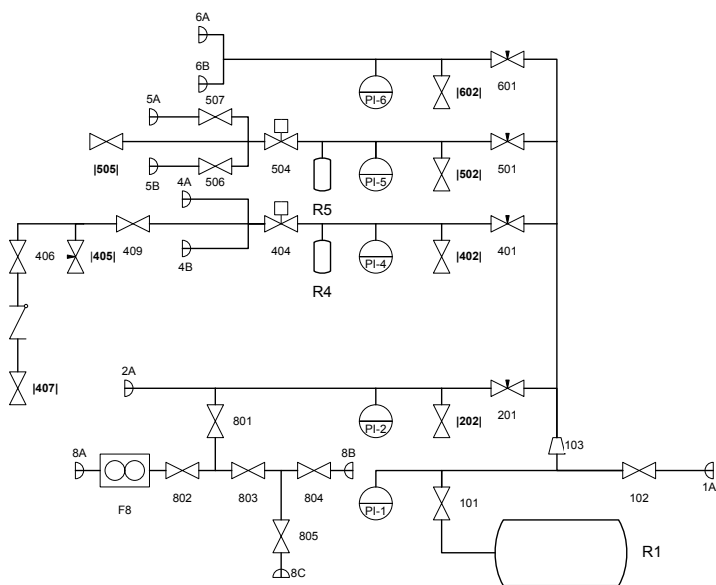 6A
6B
PI-6
|602|
601
5A
507
|505|
5B
506
504
R5
PI-5
|502|
501
4A
4B
406
|405|
409
404
R4
PI-4
|402|
401
|407|
2A
801
PI-2
|202|
201
103
8A
F8
802
803
804
8B
805
8C
PI-1
101
102
1A
R1